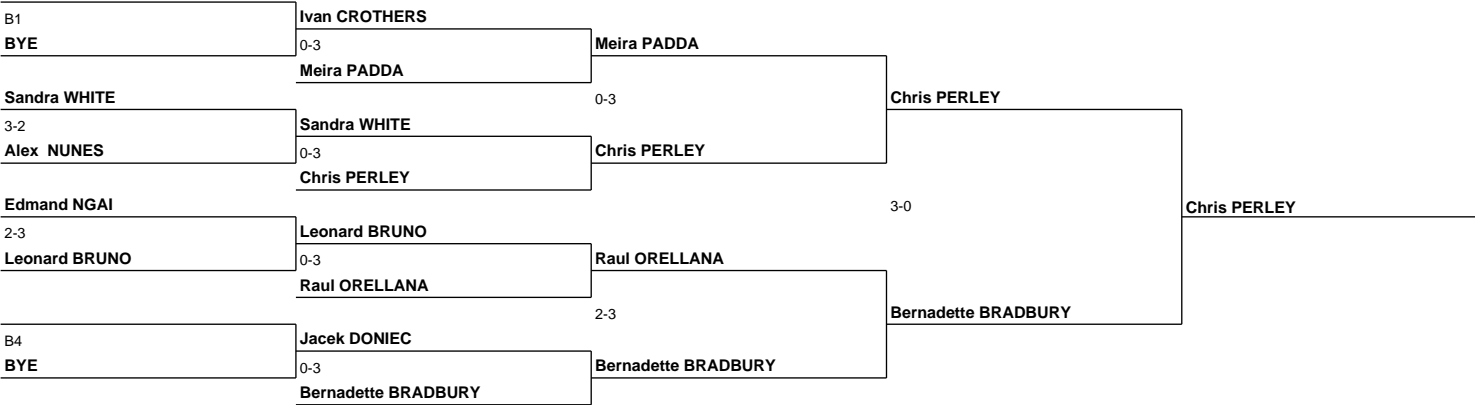 B1
BYE
Sandra WHITE
3-2
Alex NUNES
Edmand NGAI
2-3
Leonard BRUNO
B4
BYE
Ivan CROTHERS
0-3
Meira PADDA
Sandra WHITE
0-3
Chris PERLEY
Leonard BRUNO
0-3
Raul ORELLANA
Jacek DONIEC
0-3
Bernadette BRADBURY
Meira PADDA
0-3
Chris PERLEY
Raul ORELLANA
2-3
Bernadette BRADBURY
Chris PERLEY
3-0
Bernadette BRADBURY
Chris PERLEY